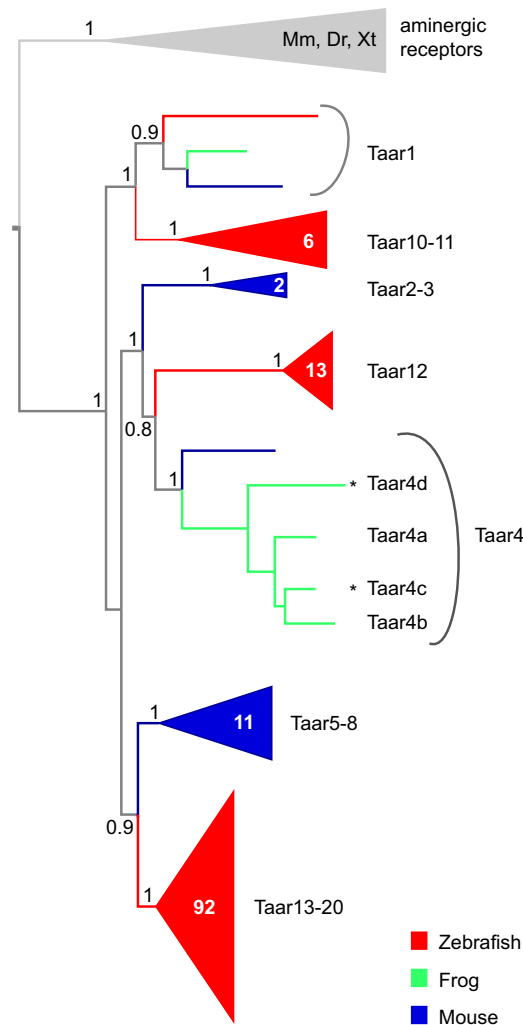 1
Mm, Dr, Xt
aminergic
receptors
0.9
Taar1
1
1
6
Taar10-11
1
2
Taar2-3
1
1
13
Taar12
1
0.8
1
* Taar4d
Taar4a
Taar4
* Taar4c
Taar4b
1
11
Taar5-8
0.9
1
92
Taar13-20
Zebrafish
Frog
Mouse